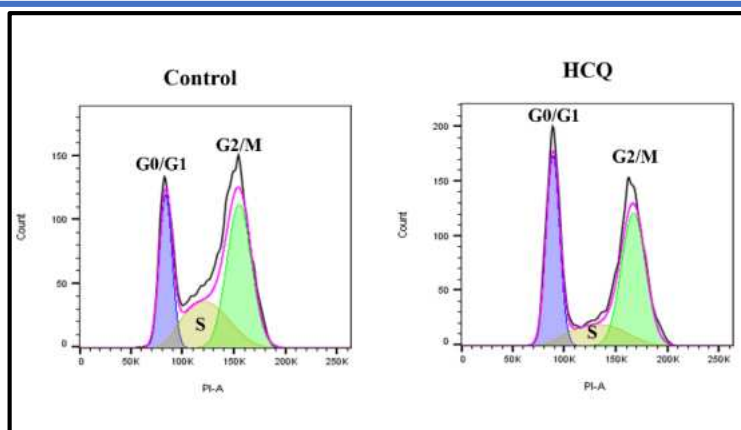 Control
G0/G1
G2/M
S
150
100
50
0
Count
0
50K
100K
150K
200K
250K
PI-A
HCQ
G0/G1
G2/M
S
200
150
100
50
0
Count
0
50K
100K
150K
200K
250K
PI-A